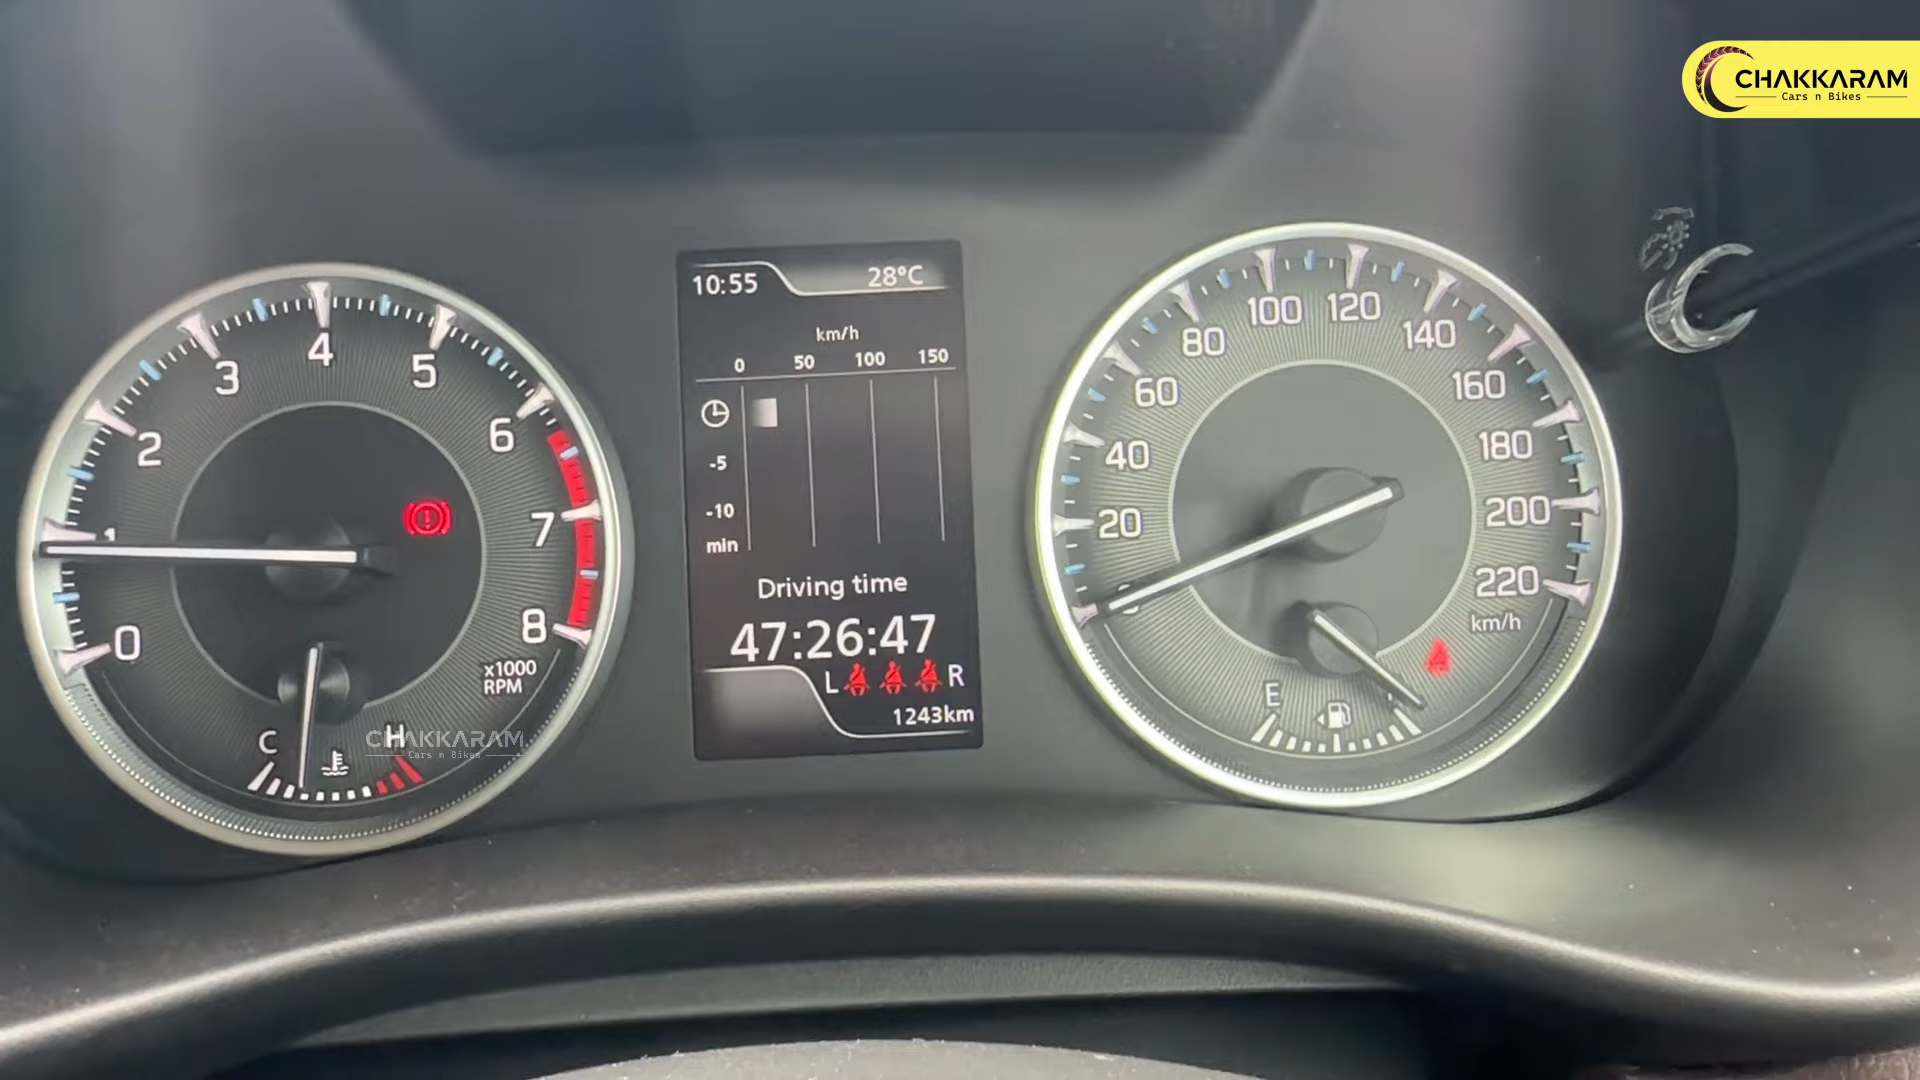 CHAKKARAM
Cars n Bikes
10:55
28°C
km/h
0 50 100 150
-5
-10
min
Driving time
47:26:47
L R
1243km
0
1
2
3
4
5
6
7
8
x1000
RPM
C
H
CHAKKARAM
Cars n Bikes
20
40
60
80
100
120
140
160
180
200
220
km/h
E